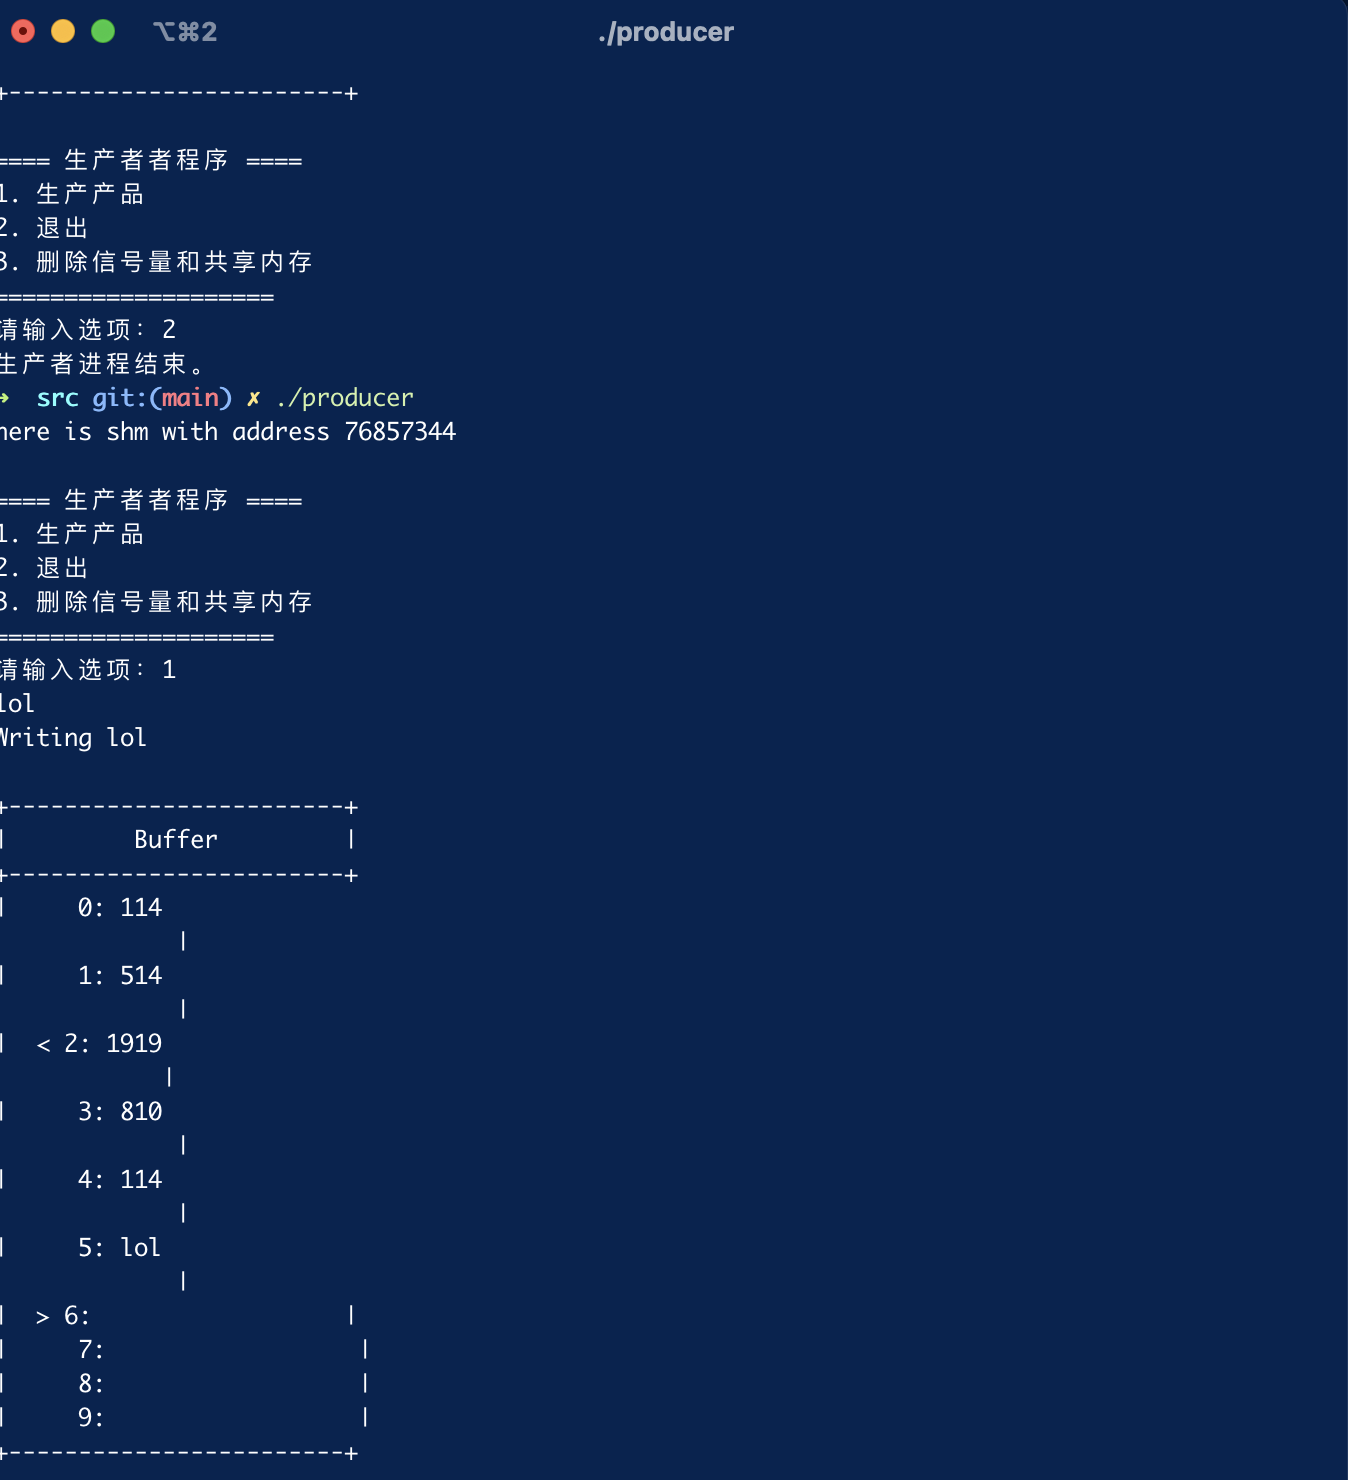 ⌥⌘2 ./producer
+------------------------+
==== 生产者者程序 ====
1. 生产产品
2. 退出
3. 删除信号量和共享内存
====================
请输入选项: 2
生产者进程结束。
➜ src git:(main) ✗ ./producer
here is shm with address 76857344
==== 生产者者程序 ====
1. 生产产品
2. 退出
3. 删除信号量和共享内存
====================
请输入选项: 1
lol
Writing lol
+------------------------+
|         Buffer         |
+------------------------+
|     0: 114
             |
|     1: 514
             |
|  < 2: 1919
            |
|     3: 810
             |
|     4: 114
             |
|     5: lol
             |
|  > 6:                  |
|     7:                  |
|     8:                  |
|     9:                  |
+------------------------+